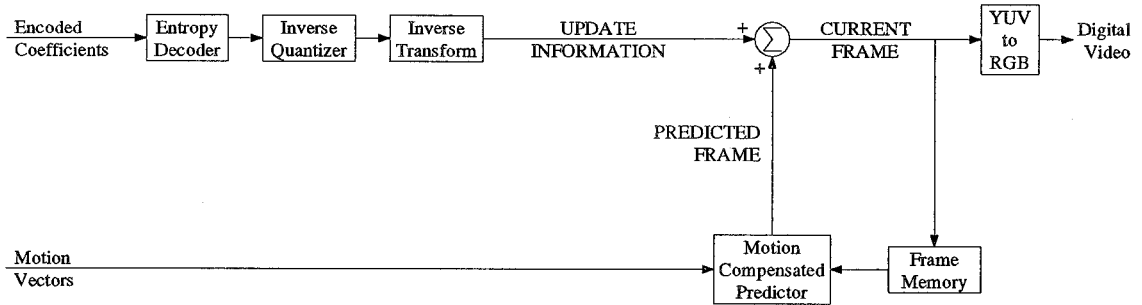 Encoded
Coefficients
Entropy
Decoder
Inverse
Quantizer
Inverse
Transform
UPDATE
INFORMATION
+
+
Σ
CURRENT
FRAME
YUV
to
RGB
Digital
Video
PREDICTED
FRAME
Motion
Vectors
Motion
Compensated
Predictor
Frame
Memory